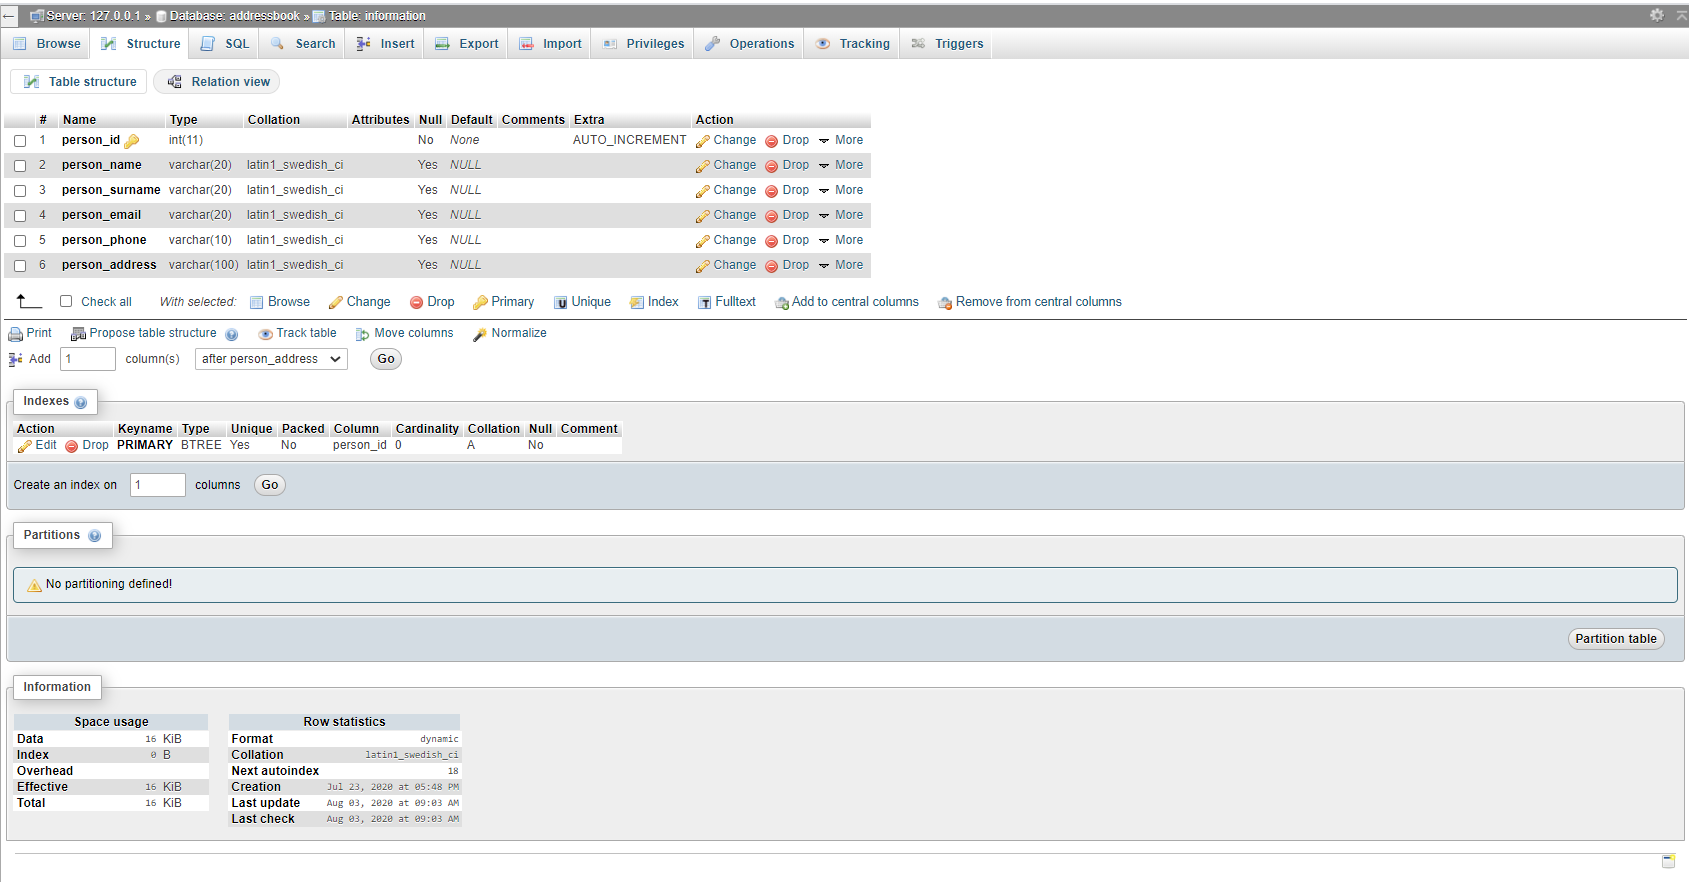 ← Server: 127.0.0.1 » Database: addressbook » Table: information
Browse Structure SQL Search Insert Export Import Privileges Operations Tracking Triggers
Table structure Relation view
# Name Type Collation Attributes Null Default Comments Extra Action
1 person_id int(11) No None AUTO_INCREMENT Change Drop More
2 person_name varchar(20) latin1_swedish_ci Yes NULL Change Drop More
3 person_surname varchar(20) latin1_swedish_ci Yes NULL Change Drop More
4 person_email varchar(20) latin1_swedish_ci Yes NULL Change Drop More
5 person_phone varchar(10) latin1_swedish_ci Yes NULL Change Drop More
6 person_address varchar(100) latin1_swedish_ci Yes NULL Change Drop More
Check all With selected: Browse Change Drop Primary Unique Index Fulltext Add to central columns Remove from central columns
Print Propose table structure Track table Move columns Normalize
Add 1 column(s) after person_address Go
Indexes
Action Keyname Type Unique Packed Column Cardinality Collation Null Comment
Edit Drop PRIMARY BTREE Yes No person_id 0 A No
Create an index on 1 columns Go
Partitions
No partitioning defined!
Partition table
Information
Space usage
Data 16 KiB
Index 0 B
Overhead
Effective 16 KiB
Total 16 KiB
Row statistics
Format dynamic
Collation latin1_swedish_ci
Next autoindex 18
Creation Jul 23, 2020 at 05:48 PM
Last update Aug 03, 2020 at 09:03 AM
Last check Aug 03, 2020 at 09:03 AM